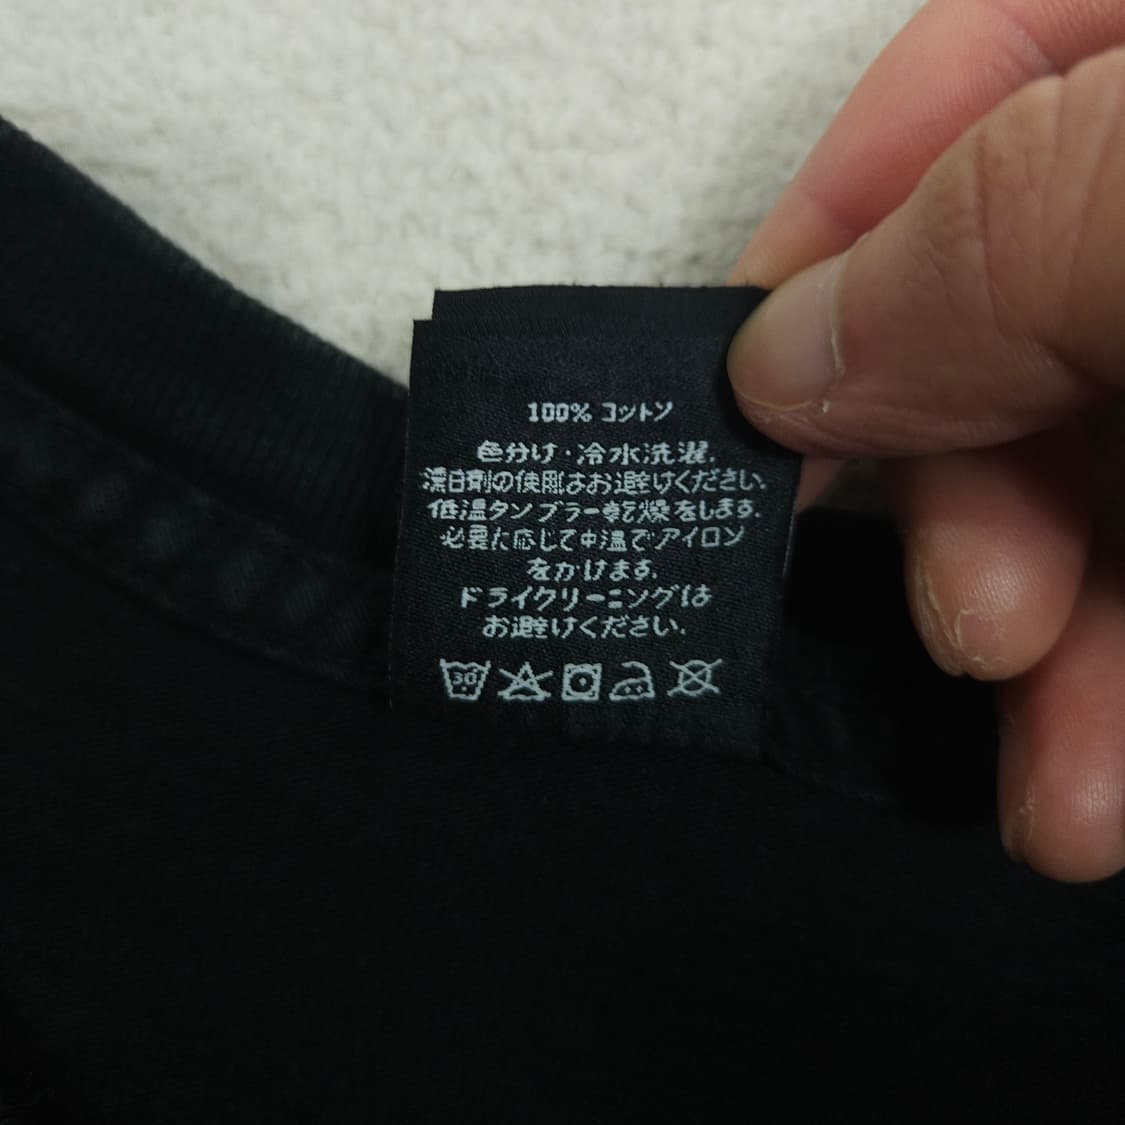 100% コットン
色分け・冷水洗濯.
漂白剤の使用はお避けください.
低温タンブラー乾燥をします.
必要に応じて中温でアイロン
をかけます.
ドライクリーニングは
お避けください.
30